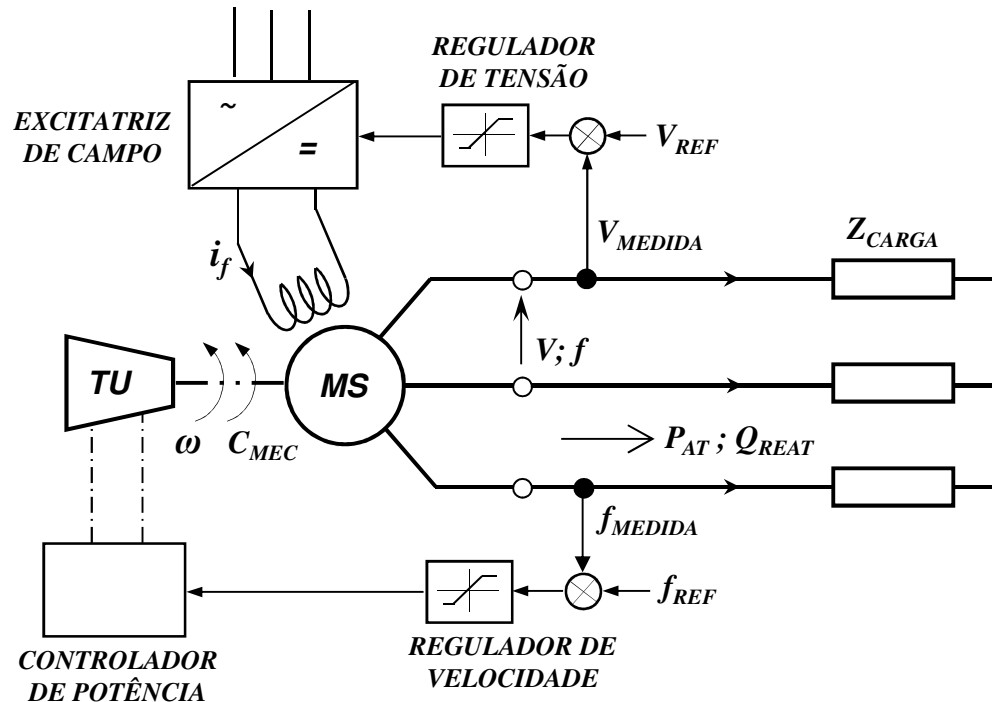 REGULADOR
DE TENSÃO
EXCITATRIZ
DE CAMPO
~
=
V_REF
V_MEDIDA
Z_CARGA
i_f
V; f
TU
MS
ω
C_MEC
P_AT ; Q_REAT
f_MEDIDA
f_REF
REGULADOR DE
VELOCIDADE
CONTROLADOR
DE POTÊNCIA